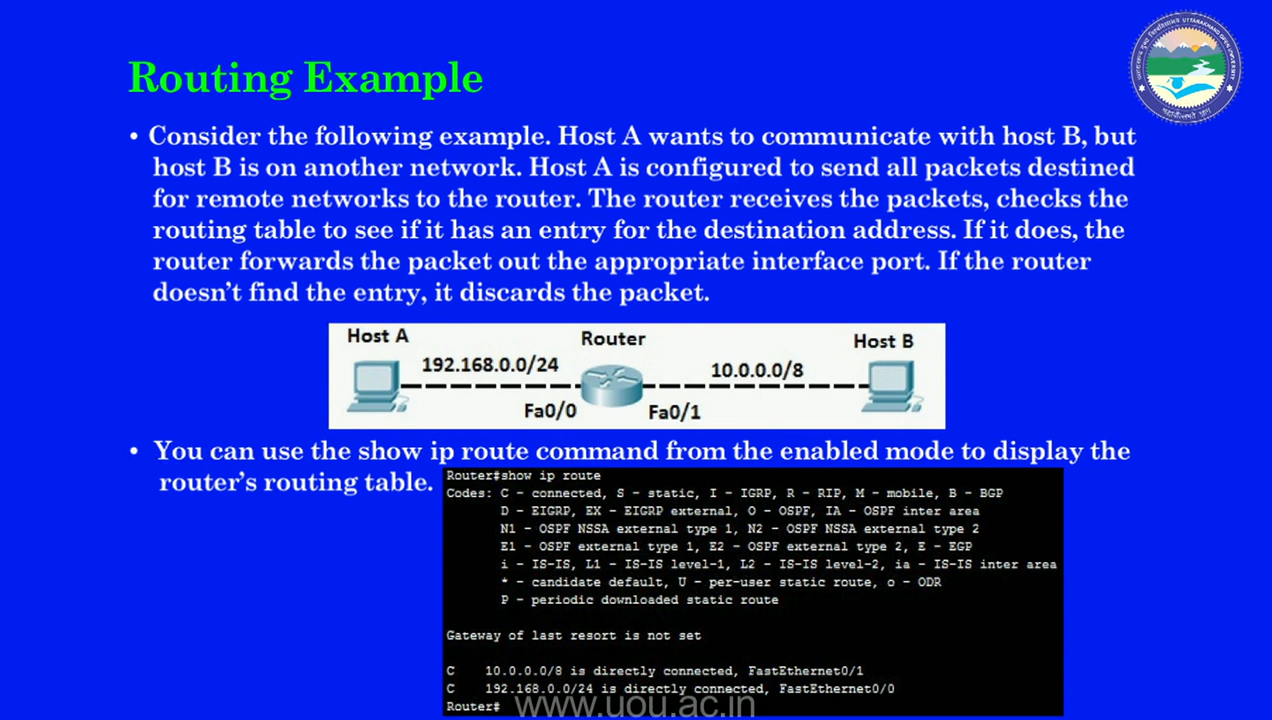 Routing Example
• Consider the following example. Host A wants to communicate with host B, but
host B is on another network. Host A is configured to send all packets destined
for remote networks to the router. The router receives the packets, checks the
routing table to see if it has an entry for the destination address. If it does, the
router forwards the packet out the appropriate interface port. If the router
doesn't find the entry, it discards the packet.
Host A
Router
Host B
192.168.0.0/24
10.0.0.0/8
Fa0/0
Fa0/1
• You can use the show ip route command from the enabled mode to display the
router's routing table.
Router#show ip route
Codes: C - connected, S - static, I - IGRP, R - RIP, M - mobile, B - BGP
D - EIGRP, EX - EIGRP external, O - OSPF, IA - OSPF inter area
N1 - OSPF NSSA external type 1, N2 - OSPF NSSA external type 2
E1 - OSPF external type 1, E2 - OSPF external type 2, E - EGP
i - IS-IS, L1 - IS-IS level-1, L2 - IS-IS level-2, ia - IS-IS inter area
* - candidate default, U - per-user static route, o - ODR
P - periodic downloaded static route
Gateway of last resort is not set
C 10.0.0.0/8 is directly connected, FastEthernet0/1
C 192.168.0.0/24 is directly connected, FastEthernet0/0
Router#
www.uou.ac.in